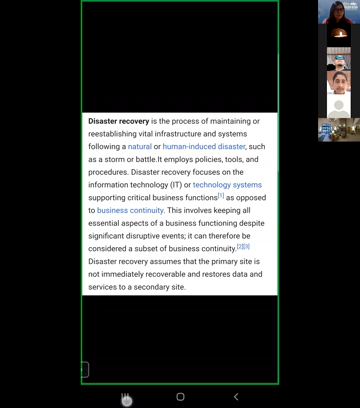 Disaster recovery is the process of maintaining or
reestablishing vital infrastructure and systems
following a natural or human-induced disaster, such
as a storm or battle.It employs policies, tools, and
procedures. Disaster recovery focuses on the
information technology (IT) or technology systems
supporting critical business functions[1] as opposed
to business continuity. This involves keeping all
essential aspects of a business functioning despite
significant disruptive events; it can therefore be
considered a subset of business continuity.[2][3]
Disaster recovery assumes that the primary site is
not immediately recoverable and restores data and
services to a secondary site.